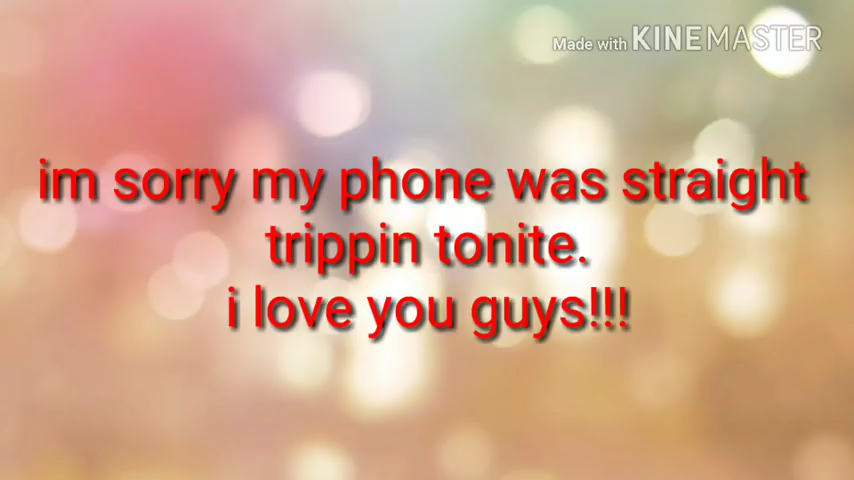 Made with KINEMASTER
im sorry my phone was straight
trippin tonite.
i love you guys!!!